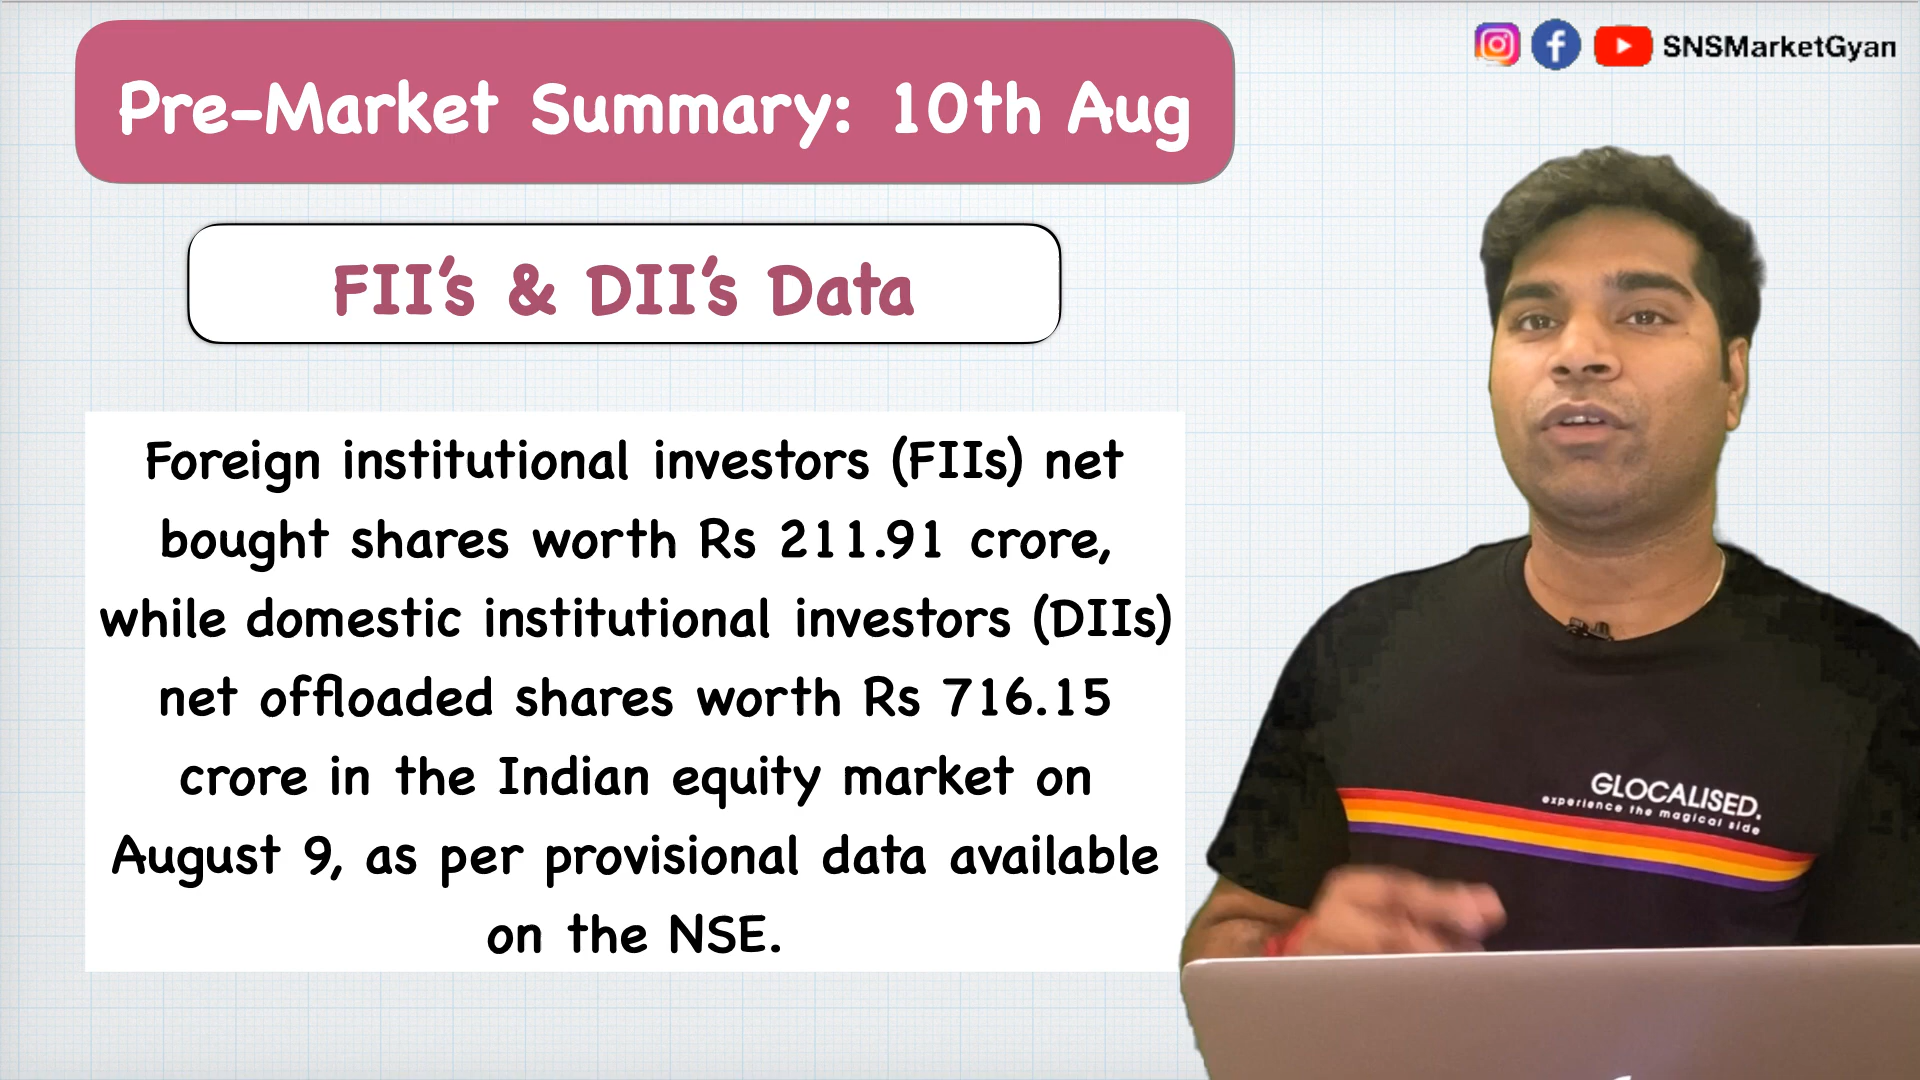 Pre-Market Summary: 10th Aug
SNSMarketGyan
FII's & DII's Data
Foreign institutional investors (FIIs) net
bought shares worth Rs 211.91 crore,
while domestic institutional investors (DIIs)
net offloaded shares worth Rs 716.15
crore in the Indian equity market on
August 9, as per provisional data available
on the NSE.
GLOCALISED.
experience the magical side